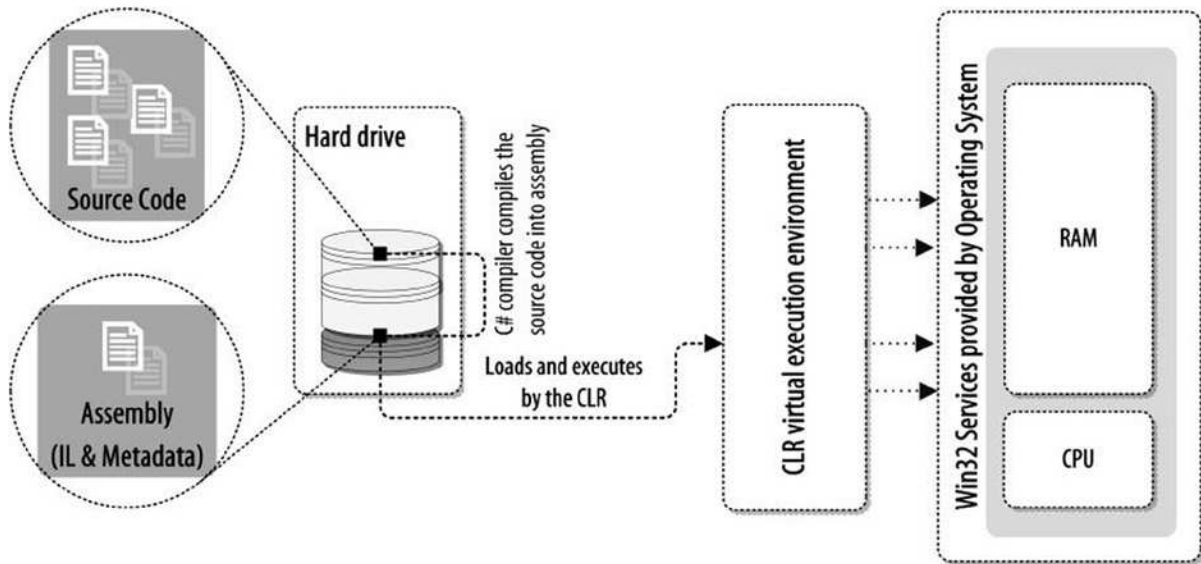 Source Code
Assembly
(IL & Metadata)
Hard drive
C# compiler compiles the
source code into assembly
Loads and executes
by the CLR
CLR virtual execution environment
Win32 Services provided by Operating System
RAM
CPU